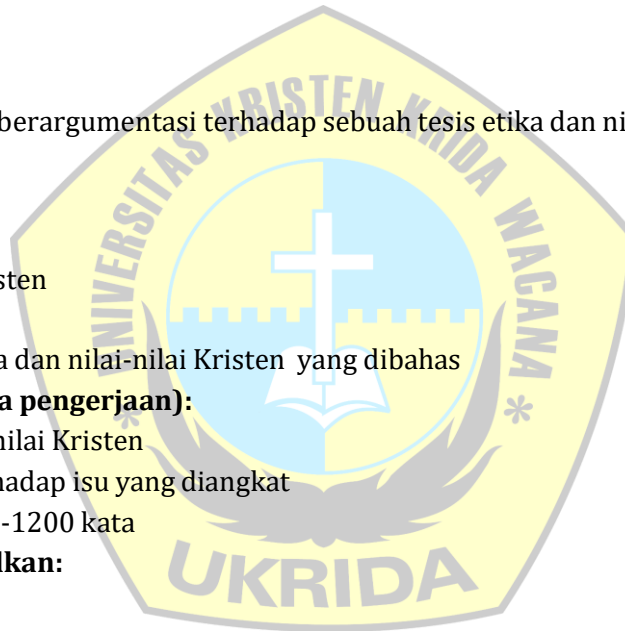 berargumentasi terhadap sebuah tesis etika dan ni
sten
a dan nilai-nilai Kristen yang dibahas
a pengerjaan):
nilai Kristen
hadap isu yang diangkat
-1200 kata
lkan:
UNIVERSITAS KRISTEN KRIDA WACANA
UKRIDA